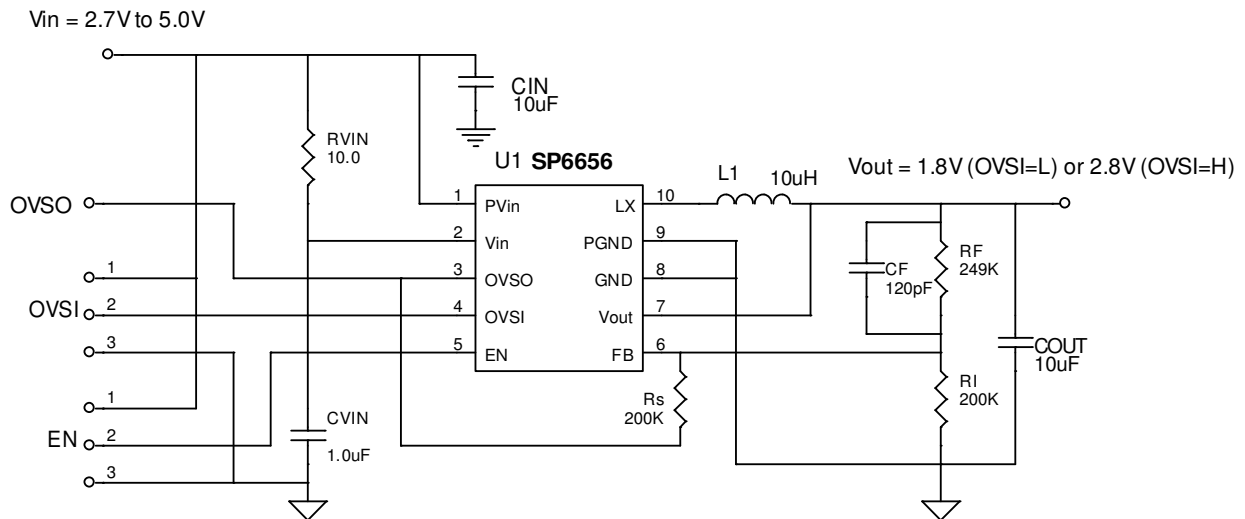 Vin = 2.7V to 5.0V
CIN
10uF
RVIN
10.0
U1 SP6656
L1
10uH
Vout = 1.8V (OVSI=L) or 2.8V (OVSI=H)
OVSO
1 PVin LX 10
2 Vin PGND 9
3 OVSO GND 8
4 OVSI Vout 7
5 EN FB 6
1
OVSI 2
3
CF
120pF
RF
249K
COUT
10uF
Rs
200K
RI
200K
1
EN 2
3
CVIN
1.0uF